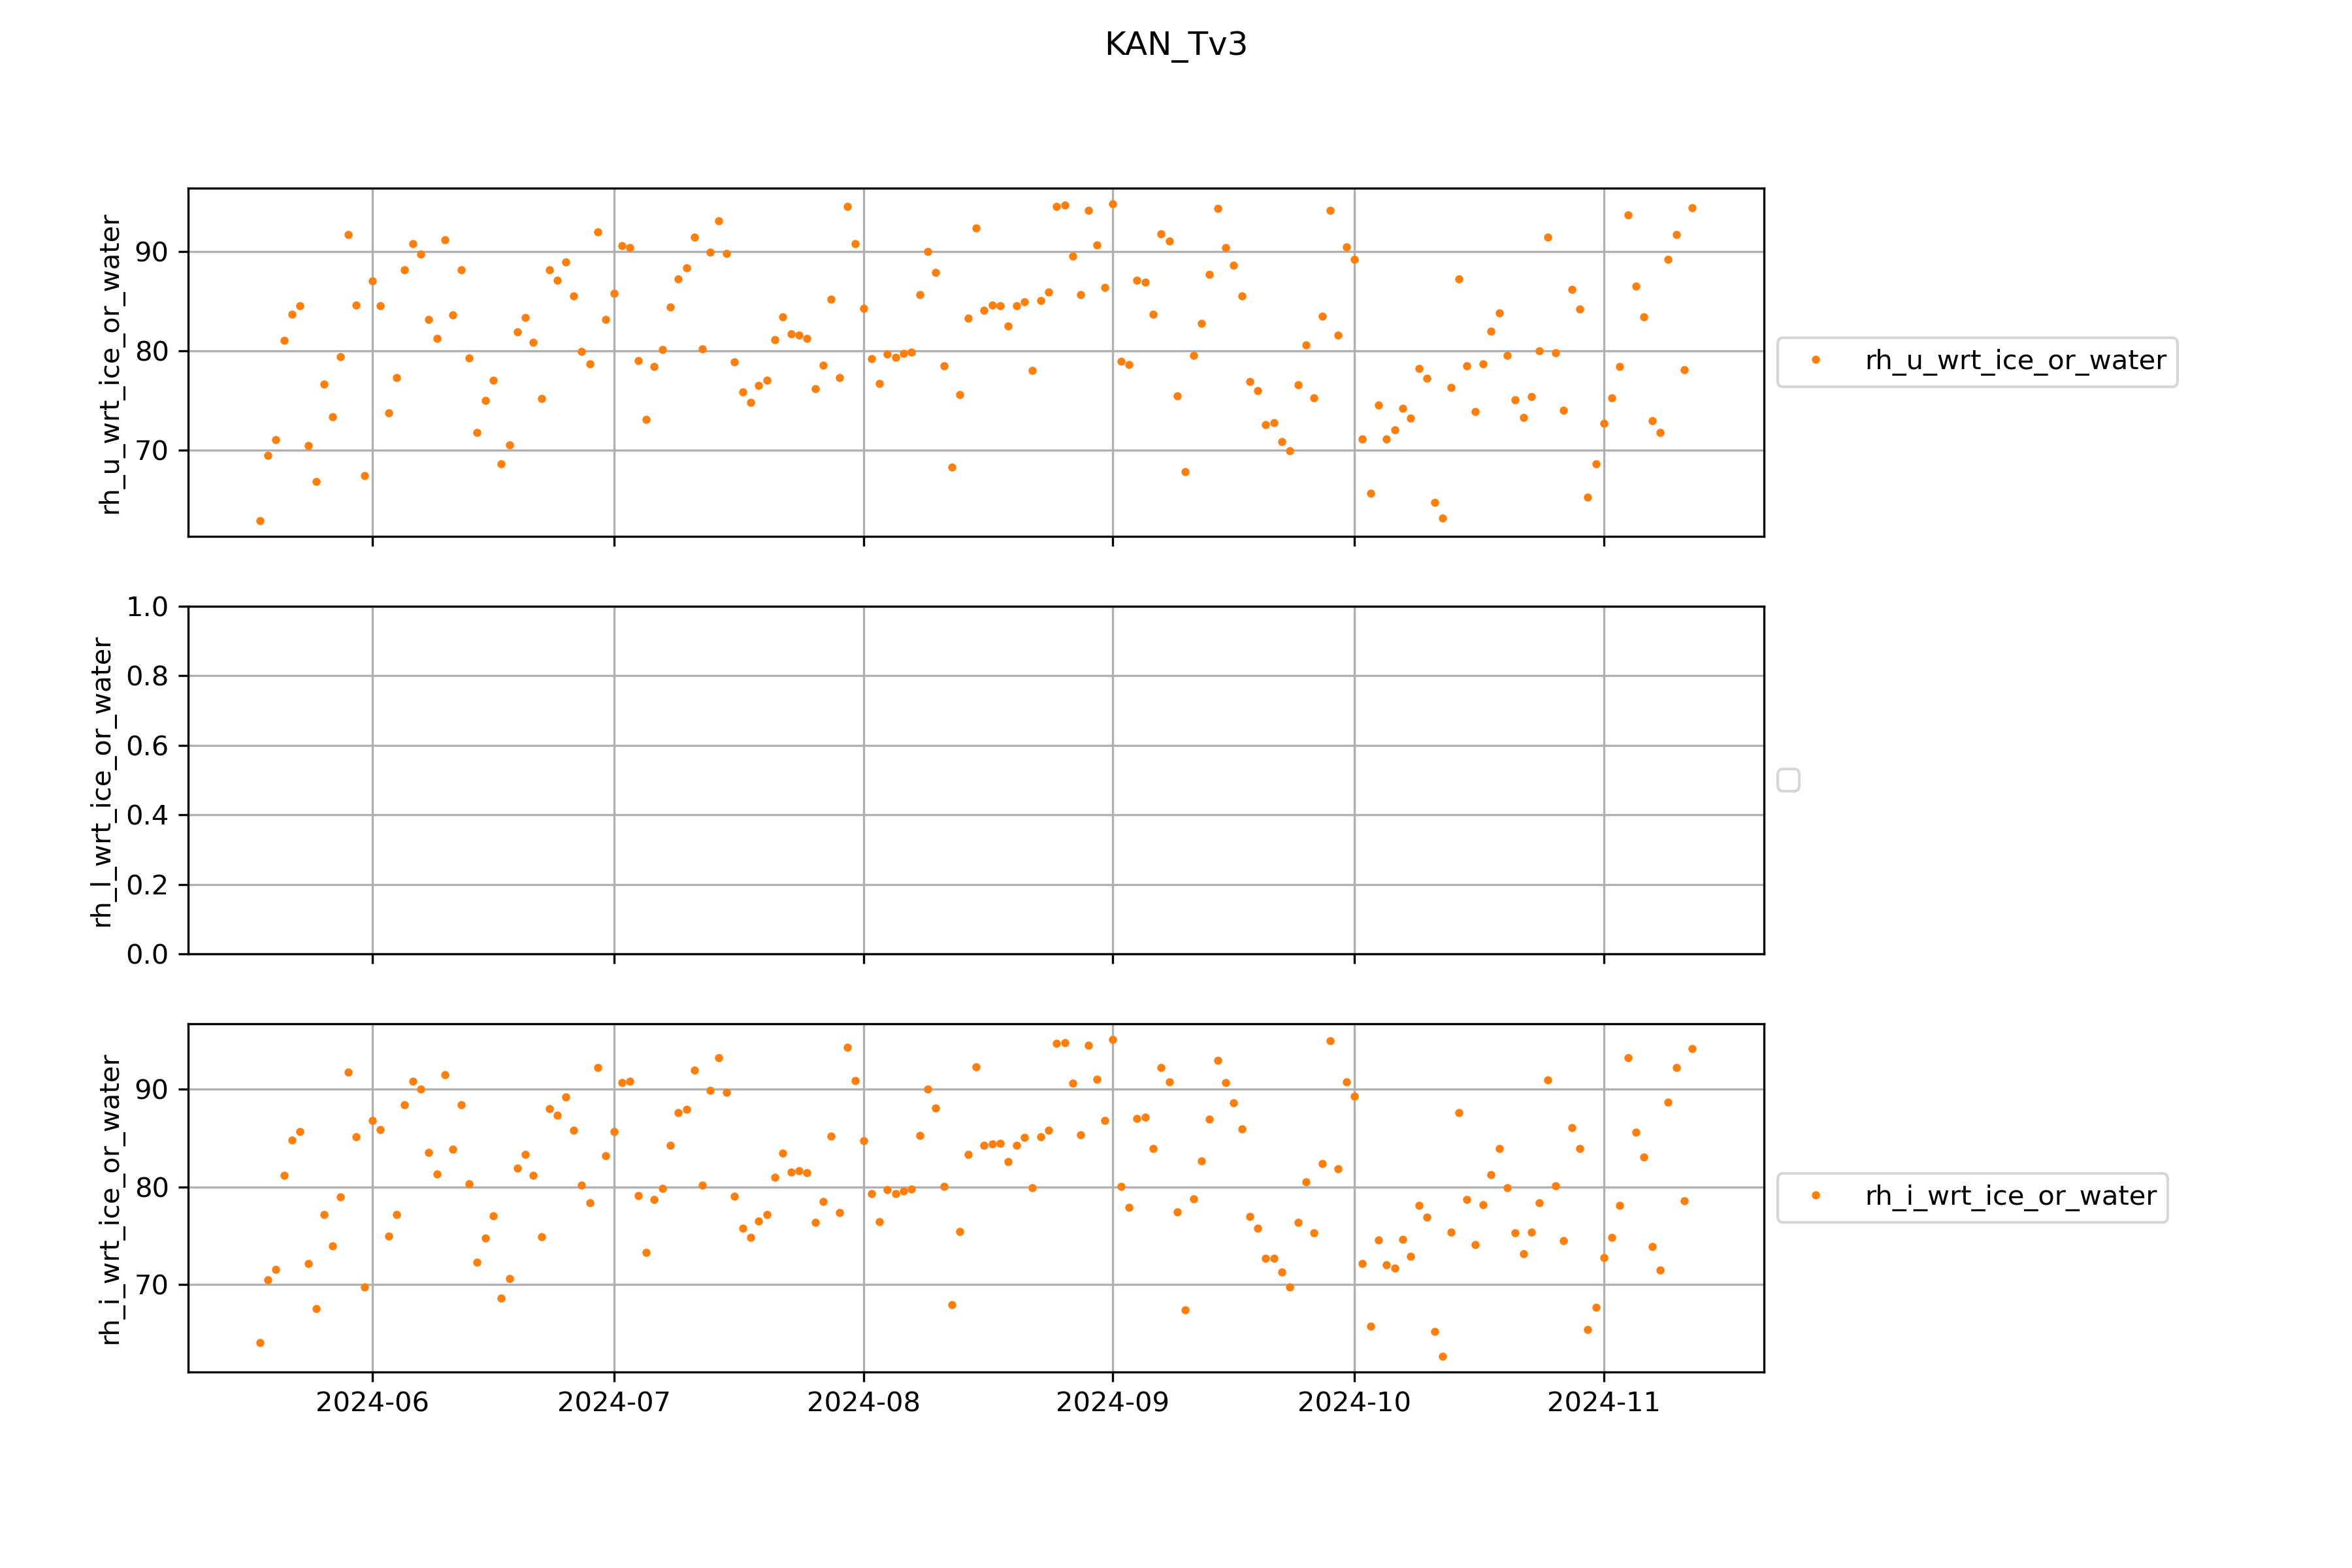 KAN_Tv3
rh_u_wrt_ice_or_water
90
80
70
rh_u_wrt_ice_or_water
rh_l_wrt_ice_or_water
1.0
0.8
0.6
0.4
0.2
0.0
rh_i_wrt_ice_or_water
90
80
70
rh_i_wrt_ice_or_water
2024-06 2024-07 2024-08 2024-09 2024-10 2024-11